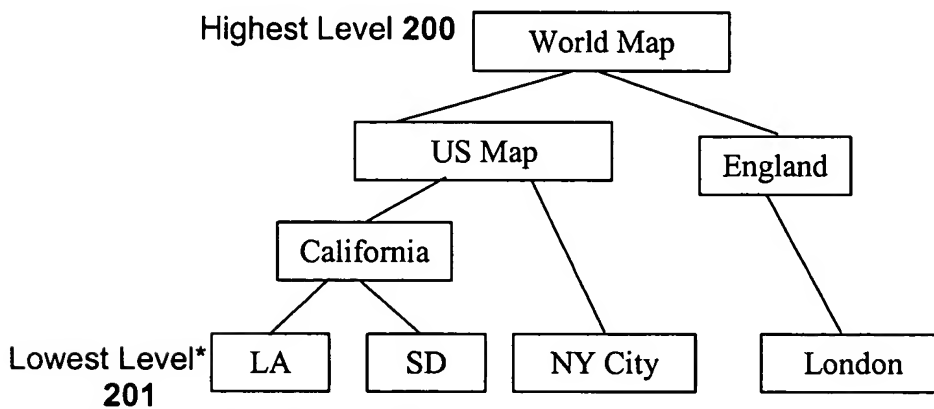 Highest Level 200
World Map
US Map
England
California
Lowest Level*
201
LA
SD
NY City
London